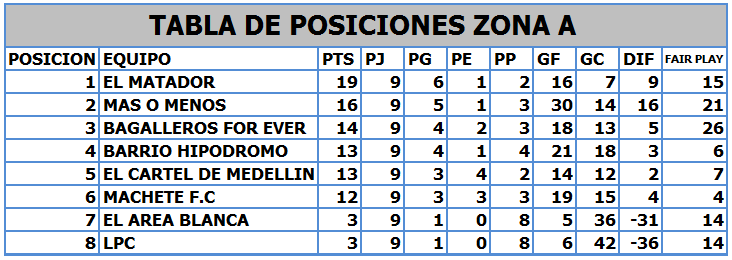 TABLA DE POSICIONES ZONA A
POSICION EQUIPO PTS PJ PG PE PP GF GC DIF FAIR PLAY
1 EL MATADOR 19 9 6 1 2 16 7 9 15
2 MAS O MENOS 16 9 5 1 3 30 14 16 21
3 BAGALLEROS FOR EVER 14 9 4 2 3 18 13 5 26
4 BARRIO HIPODROMO 13 9 4 1 4 21 18 3 6
5 EL CARTEL DE MEDELLIN 13 9 3 4 2 14 12 2 7
6 MACHETE F.C 12 9 3 3 3 19 15 4 4
7 EL AREA BLANCA 3 9 1 0 8 5 36 -31 14
8 LPC 3 9 1 0 8 6 42 -36 14